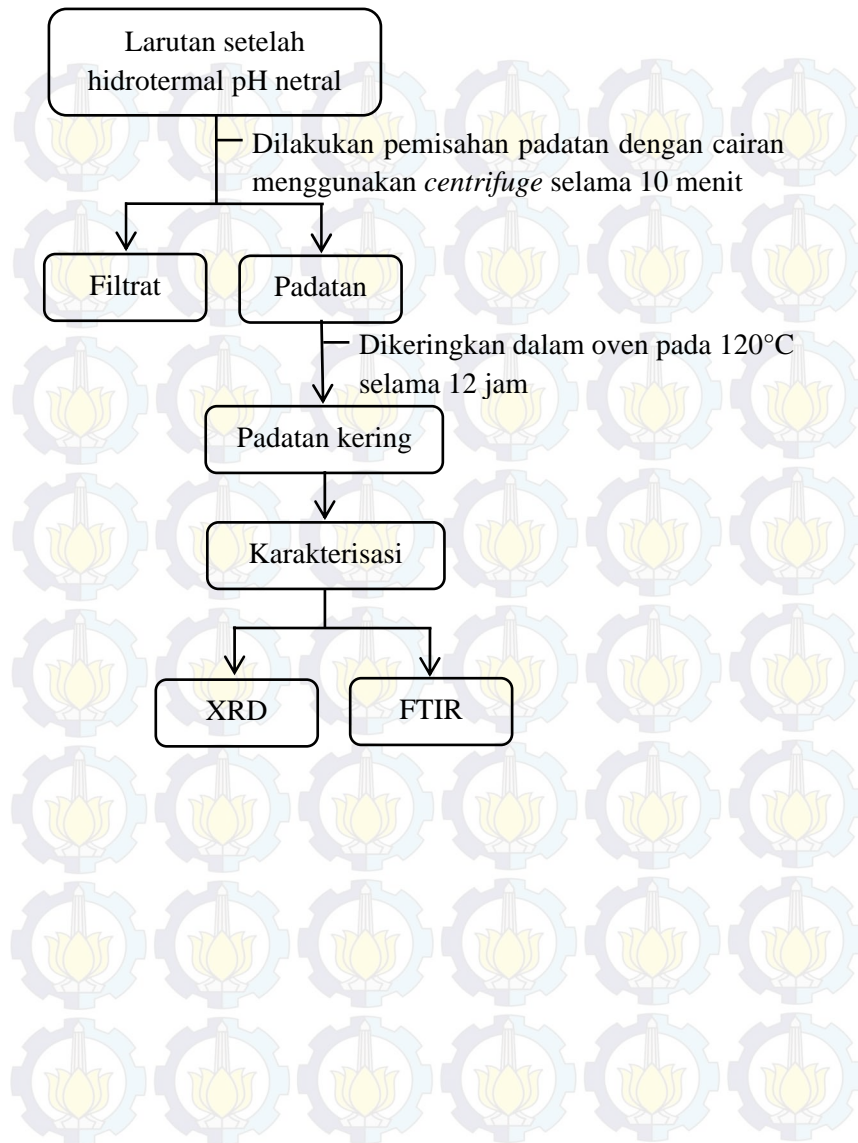 Larutan setelah
hidrotermal pH netral
Dilakukan pemisahan padatan dengan cairan
menggunakan centrifuge selama 10 menit
Filtrat
Padatan
Dikeringkan dalam oven pada 120°C
selama 12 jam
Padatan kering
Karakterisasi
XRD
FTIR